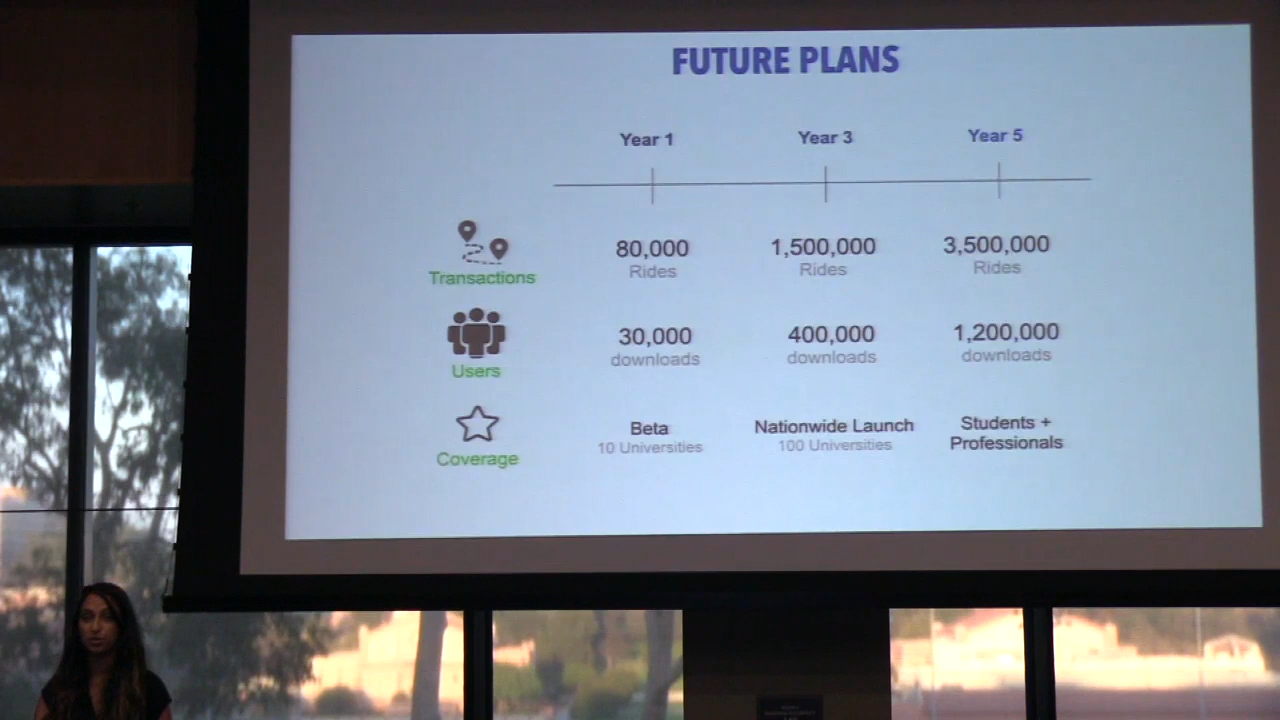 FUTURE PLANS
Year 1 Year 3 Year 5
80,000 1,500,000 3,500,000
Rides Rides Rides
Transactions
30,000 400,000 1,200,000
downloads downloads downloads
Users
Beta Nationwide Launch Students +
10 Universities 100 Universities Professionals
Coverage